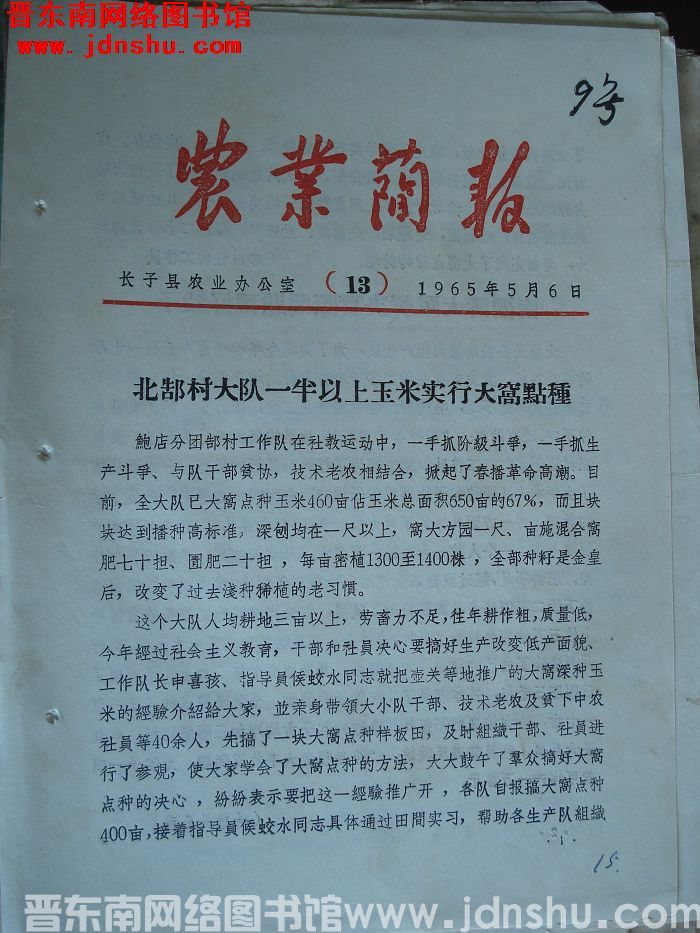 晋东南网络图书馆
www.jdnshu.com
9号
農業簡報
长子县农业办公室 (13) 1965年5月6日
北郜村大队一半以上玉米实行大窝點種
鲍店分团郜村工作队在社教运动中，一手抓阶級斗爭，一手抓生
产斗爭、与队干部貧协，技术老农相結合，掀起了春播革命高潮。目
前，全大队已大窝点种玉米460亩佔玉米总面积650亩的67%，而且块
块达到播种高标准，深刨均在一尺以上，窝大方园一尺、亩施混合窝
肥七十担、圊肥二十担，每亩密植1300至1400株，全部种籽是金皇
后，改变了过去淺种稀植的老习惯。
这个大队人均耕地三亩以上，劳畜力不足，往年耕作粗，质量低，
今年經过社会主义教育，干部和社員决心要搞好生产改变低产面貌、
工作队长申喜孩、指导員侯蛟水同志就把壶关等地推广的大窝深种玉
米的經驗介紹給大家，並亲身带領大小队干部、技术老农及貧下中农
社員等40余人，先搞了一块大窝点种样板田，及时組織干部、社員进
行了参观，使大家学会了大窝点种的方法，大大鼓午了羣众搞好大窝
点种的决心，紛紛表示要把这一經驗推广开，各队自报搞大窝点种
400亩，接着指导員侯蛟水同志具体通过田間实习，帮助各生产队組織
·1·
15.
晋东南网络图书馆www.jdnshu.com